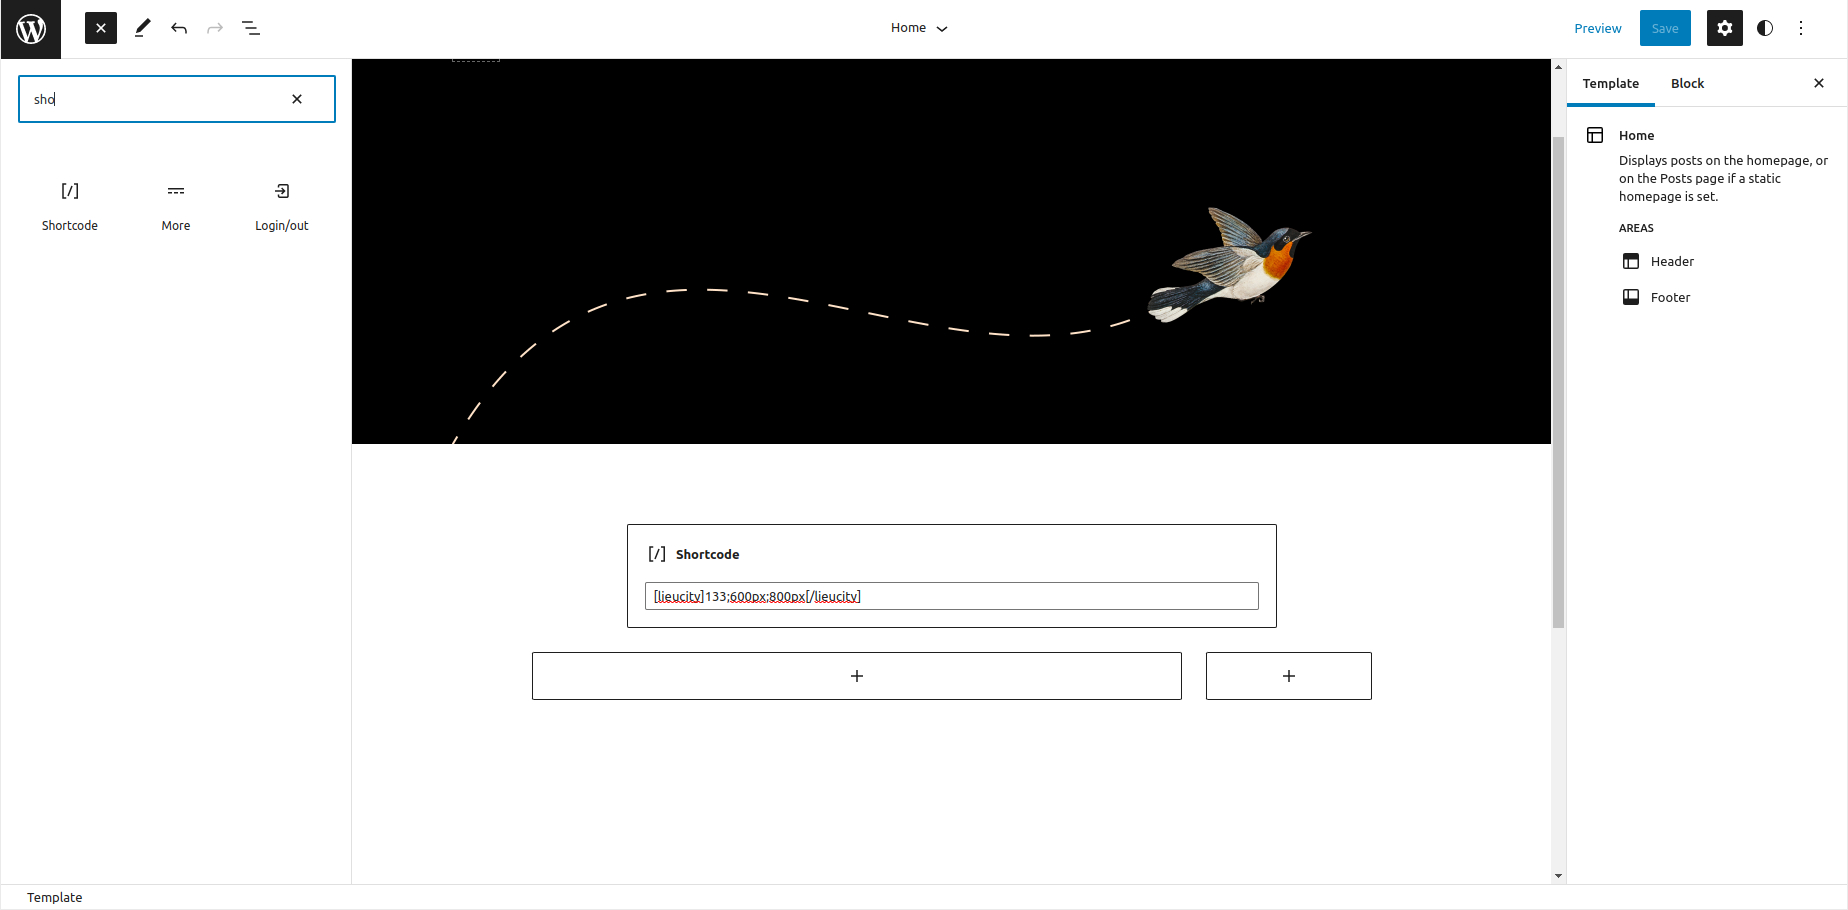 Home
Preview
Save
sho
Shortcode
More
Login/out
[/] Shortcode
[lieucity]133;600px;800px[/lieucity]
Template
Block
Home
Displays posts on the homepage, or
on the Posts page if a static
homepage is set.
AREAS
Header
Footer
Template